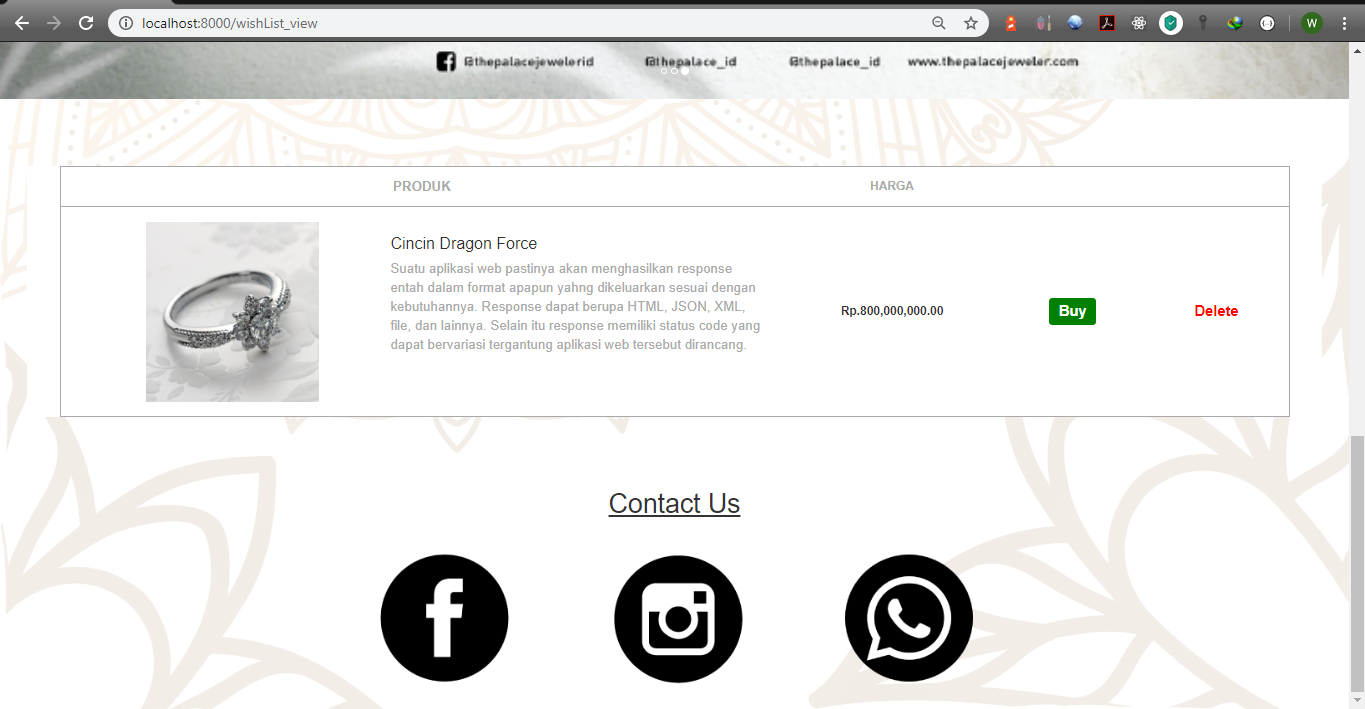 localhost:8000/wishList_view
W
@thepalacejewelerid @thepalace_id @thepalace_id www.thepalacejeweler.com
PRODUK HARGA
Cincin Dragon Force
Suatu aplikasi web pastinya akan menghasilkan response
entah dalam format apapun yahng dikeluarkan sesuai dengan
kebutuhannya. Response dapat berupa HTML, JSON, XML,
file, dan lainnya. Selain itu response memiliki status code yang
dapat bervariasi tergantung aplikasi web tersebut dirancang.
Rp.800,000,000.00 Buy Delete
Contact Us